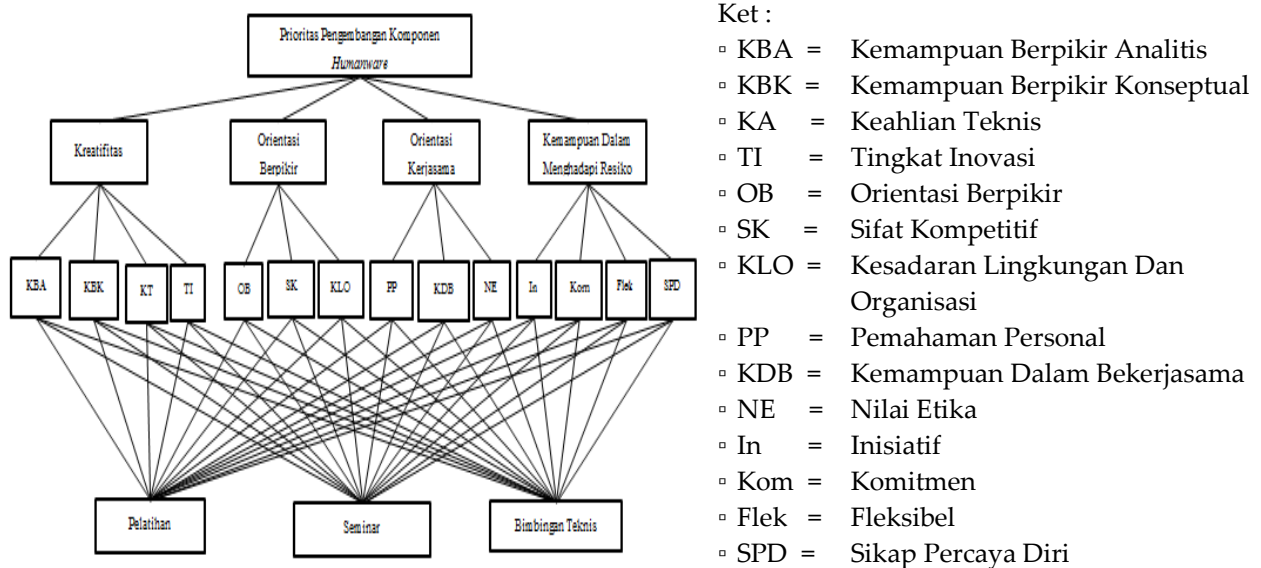 Prioritas Pengembangan Komponen
Humanware
Kreatifitas
Orientasi
Berpikir
Orientasi
Kerjasama
Kemampuan Dalam
Menghadapi Resiko
KBA
KBK
KT
TI
OB
SK
KLO
PP
KDB
NE
In
Kom
Flek
SPD
Pelatihan
Seminar
Bimbingan Teknis
Ket :
▫ KBA = Kemampuan Berpikir Analitis
▫ KBK = Kemampuan Berpikir Konseptual
▫ KA = Keahlian Teknis
▫ TI = Tingkat Inovasi
▫ OB = Orientasi Berpikir
▫ SK = Sifat Kompetitif
▫ KLO = Kesadaran Lingkungan Dan
Organisasi
▫ PP = Pemahaman Personal
▫ KDB = Kemampuan Dalam Bekerjasama
▫ NE = Nilai Etika
▫ In = Inisiatif
▫ Kom = Komitmen
▫ Flek = Fleksibel
▫ SPD = Sikap Percaya Diri